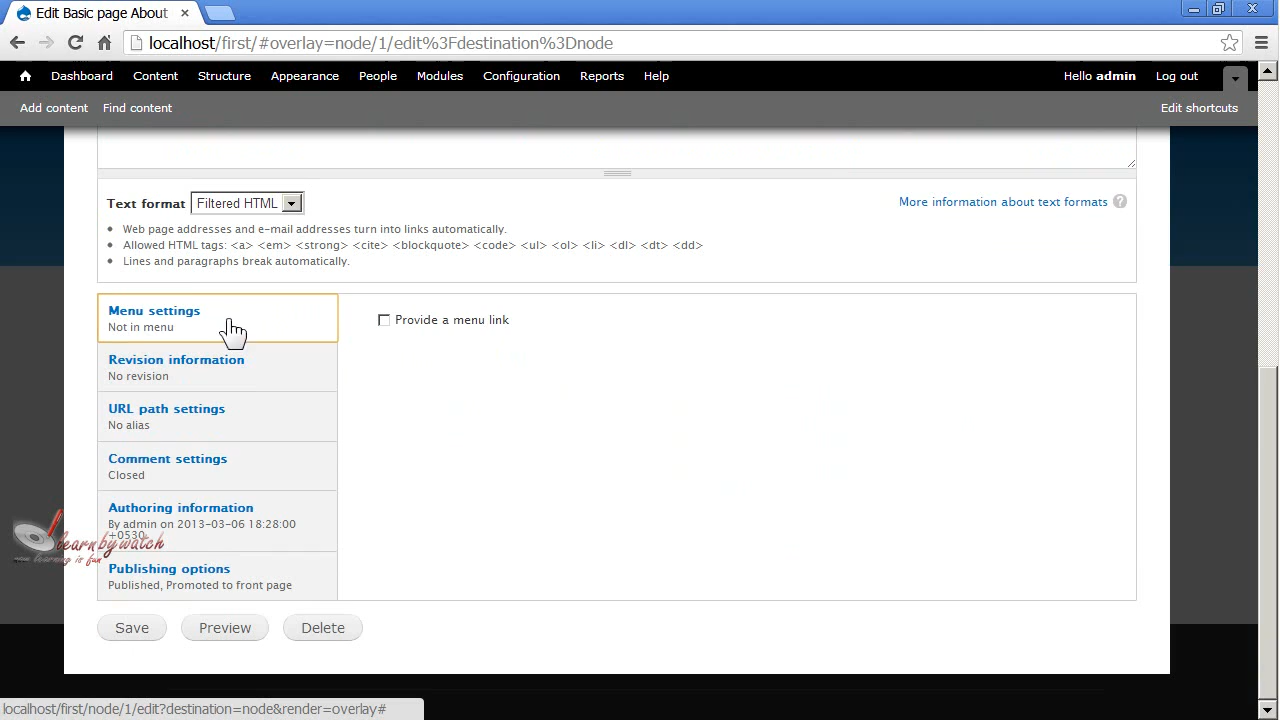 Edit Basic page About
localhost/first/#overlay=node/1/edit%3Fdestination%3Dnode
Dashboard Content Structure Appearance People Modules Configuration Reports Help Hello admin Log out
Add content Find content Edit shortcuts
Text format Filtered HTML More information about text formats ?
Web page addresses and e-mail addresses turn into links automatically.
Allowed HTML tags: <a> <em> <strong> <cite> <blockquote> <code> <ul> <ol> <li> <dl> <dt> <dd>
Lines and paragraphs break automatically.
Menu settings
Not in menu
Provide a menu link
Revision information
No revision
URL path settings
No alias
Comment settings
Closed
Authoring information
By admin on 2013-03-06 18:28:00
+0530
learnbywatch
now learning is fun
Publishing options
Published, Promoted to front page
Save Preview Delete
localhost/first/node/1/edit?destination=node&render=overlay#